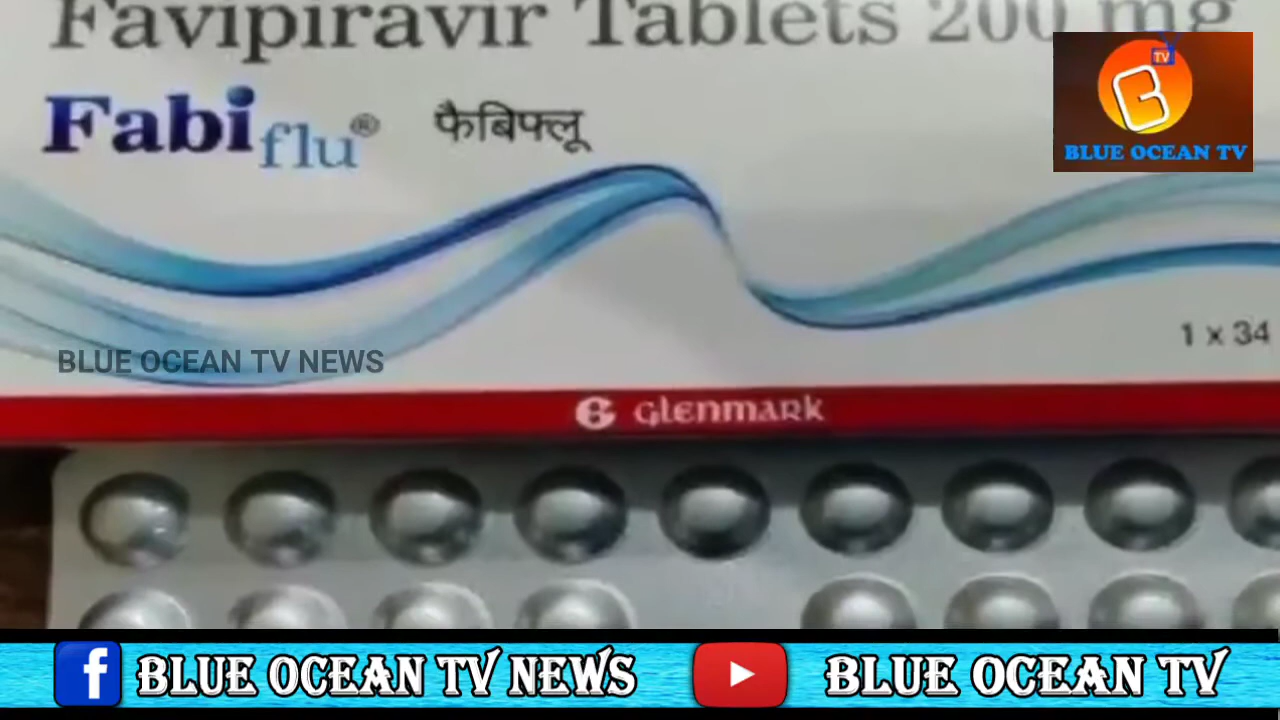 Favipiravir Tablets 200 mg
TV
BLUE OCEAN TV
Fabiflu® फैबिफ्लू
1 x 34
BLUE OCEAN TV NEWS
GLENMARK
f BLUE OCEAN TV NEWS
BLUE OCEAN TV